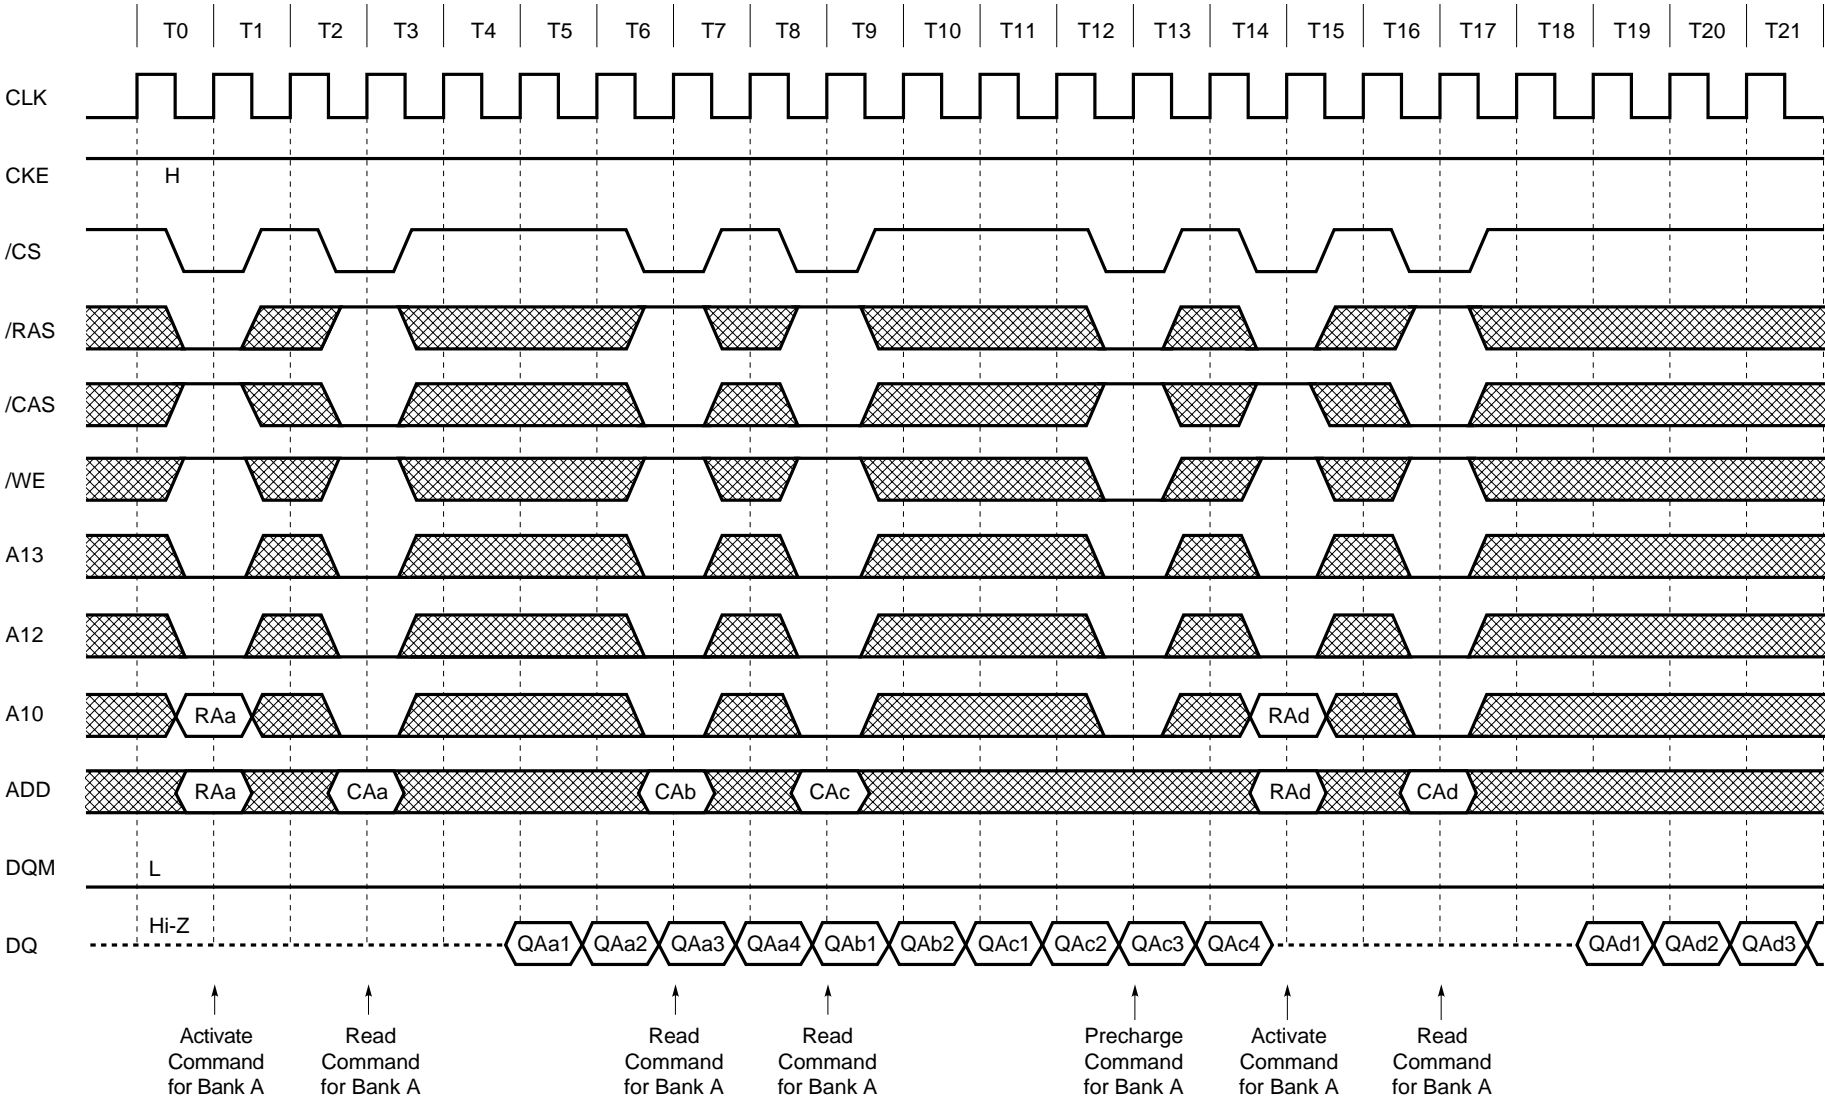 T0 T1 T2 T3 T4 T5 T6 T7 T8 T9 T10 T11 T12 T13 T14 T15 T16 T17 T18 T19 T20 T21
CLK
CKE H
/CS
/RAS
/CAS
/WE
A13
A12
A10 RAa RAd
ADD RAa CAa CAb CAc RAd CAd
DQM L
Hi-Z
DQ QAa1 QAa2 QAa3 QAa4 QAb1 QAb2 QAc1 QAc2 QAc3 QAc4 QAd1 QAd2 QAd3
Activate
Command
for Bank A
Read
Command
for Bank A
Read
Command
for Bank A
Read
Command
for Bank A
Precharge
Command
for Bank A
Activate
Command
for Bank A
Read
Command
for Bank A